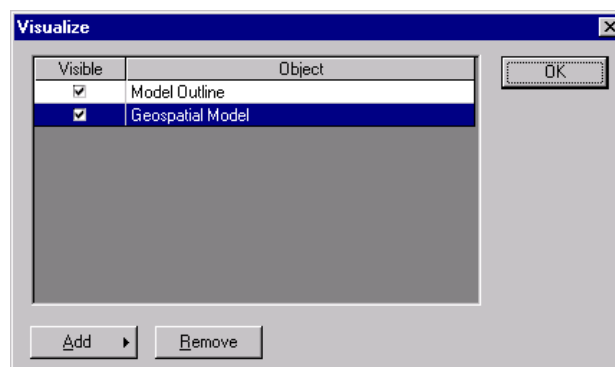 Visualize
Visible Object
Model Outline
Geospatial Model
OK
Add
Remove